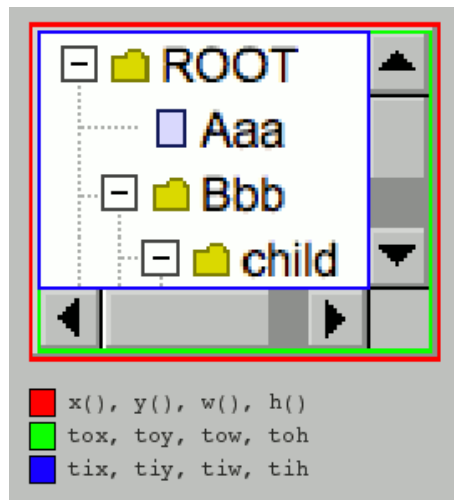 ROOT
Aaa
Bbb
child
x(), y(), w(), h()
tox, toy, tow, toh
tix, tiy, tiw, tih